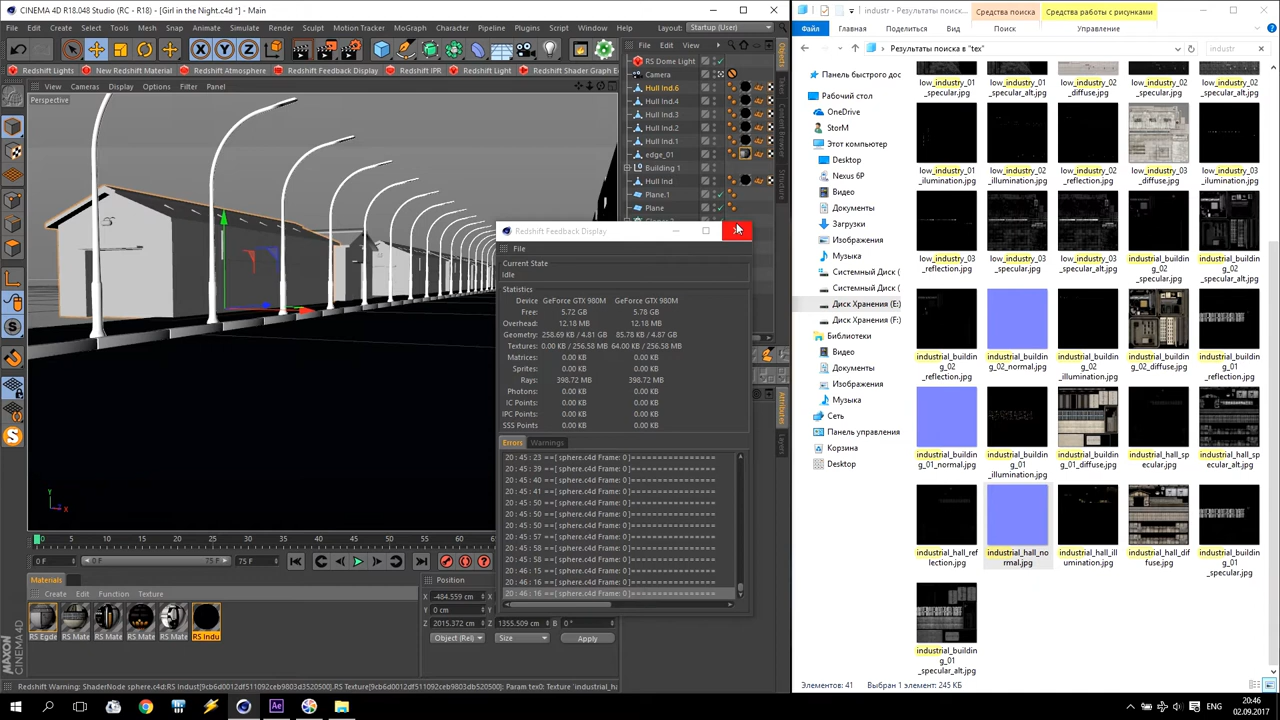 CINEMA 4D R18.048 Studio (RC - R18) - [Girl in the Night.c4d *] - Main
File Edit
Tools
Mesh Snap Animate Simulate Render
Motion Tracker MoGraph Character Pipeline
Layout: Startup (User)
Redshift Light
New Redshift Material
Redshift Atmosphere
Redshift Feedback Display
Redshift IPR
Redshift Light
Redshift Shader Graph E
View Cameras Display Options Filter Panel
Perspective
File Edit View
RS Dome Light
Camera
Hull Ind.6
Hull Ind.4
Hull Ind.3
Hull Ind.2
Hull Ind.1
edge_01
Building 1
Hull Ind
Plane.1
Plane
Objects
Takes
Content Browser
Structure
Attributes
Layers
Redshift Feedback Display
File
Current State
Idle
Statistics
Device GeForce GTX 980M GeForce GTX 980M
Free: 5.72 GB 5.78 GB
Overhead: 12.18 MB 12.18 MB
Geometry: 258.69 KB / 4.81 GB 85.78 KB / 4.87 GB
Textures: 0.00 KB / 256.58 MB 64.00 KB / 256.58 MB
Matrices: 0.00 KB 0.00 KB
Sprites: 0.00 KB 0.00 KB
Rays: 398.72 MB 398.72 MB
Photons: 0.00 KB 0.00 KB
IC Points: 0.00 KB 0.00 KB
IPC Points: 0.00 KB 0.00 KB
SSS Points: 0.00 KB 0.00 KB
Errors Warnings
20:45:23 ==[ sphere.c4d Frame: 0 ]================
20:45:39 ==[ sphere.c4d Frame: 0 ]================
20:45:40 ==[ sphere.c4d Frame: 0 ]================
20:45:41 ==[ sphere.c4d Frame: 0 ]================
20:45:50 ==[ sphere.c4d Frame: 0 ]================
20:45:50 ==[ sphere.c4d Frame: 0 ]================
20:45:50 ==[ sphere.c4d Frame: 0 ]================
20:45:57 ==[ sphere.c4d Frame: 0 ]================
20:45:58 ==[ sphere.c4d Frame: 0 ]================
20:45:58 ==[ sphere.c4d Frame: 0 ]================
20:46:15 ==[ sphere.c4d Frame: 0 ]================
20:46:16 ==[ sphere.c4d Frame: 0 ]================
20:46:16 ==[ sphere.c4d Frame: 0 ]================
0 5 10 15 20 25 30 35 40 45 50 55 60 65
0 F 0 F 75 F 75 F
Materials
Create Edit Function Texture
RS Egde RS Mate RS Mate RS Mate RS Mate RS Indu
Position
X -484.559 cm
Y 0 cm
Z 2015.372 cm Z 1355.509 cm B 0 °
Object (Rel) Size Apply
MAXON
CINEMA 4D
Redshift Warning: ShaderNode sphere.c4d:RS Indust[9cb6d0012df511092ceb9803d3520500].RS Texture[9cb6d0012df511092ceb9803db520500]: Param tex0: Texture 'industrial_h
industr - Результаты поиска в "tex"
Средства поиска
Средства работы с рисунками
Файл
Главная
Поделиться
Вид
Поиск
Управление
Результаты поиска в "tex"
industr
Панель быстрого дос
Рабочий стол
OneDrive
StorM
Этот компьютер
Desktop
Nexus 6P
Видео
Документы
Загрузки
Изображения
Музыка
Системный Диск (
Системный Диск (
Диск Хранения (E:)
Диск Хранения (F:)
Библиотеки
Видео
Документы
Изображения
Музыка
Сеть
Панель управления
Корзина
Desktop
low_industry_01_specular.jpg
low_industry_01_specular_alt.jpg
low_industry_02_diffuse.jpg
low_industry_02_specular.jpg
low_industry_02_specular_alt.jpg
low_industry_01_ilumination.jpg
low_industry_02_ilumination.jpg
low_industry_02_reflection.jpg
low_industry_03_diffuse.jpg
low_industry_03_ilumination.jpg
low_industry_03_reflection.jpg
low_industry_03_specular.jpg
low_industry_03_specular_alt.jpg
industrial_building_02_specular.jpg
industrial_building_02_specular_alt.jpg
industrial_building_02_reflection.jpg
industrial_building_02_normal.jpg
industrial_building_02_illumination.jpg
industrial_building_02_diffuse.jpg
industrial_building_01_reflection.jpg
industrial_building_01_normal.jpg
industrial_building_01_illumination.jpg
industrial_building_01_diffuse.jpg
industrial_hall_specular.jpg
industrial_hall_specular_alt.jpg
industrial_hall_reflection.jpg
industrial_hall_normal.jpg
industrial_hall_illumination.jpg
industrial_hall_diffuse.jpg
industrial_building_01_specular.jpg
industrial_building_01_specular_alt.jpg
Элементов: 41 Выбран 1 элемент: 245 КБ
ENG
20:46
02.09.2017